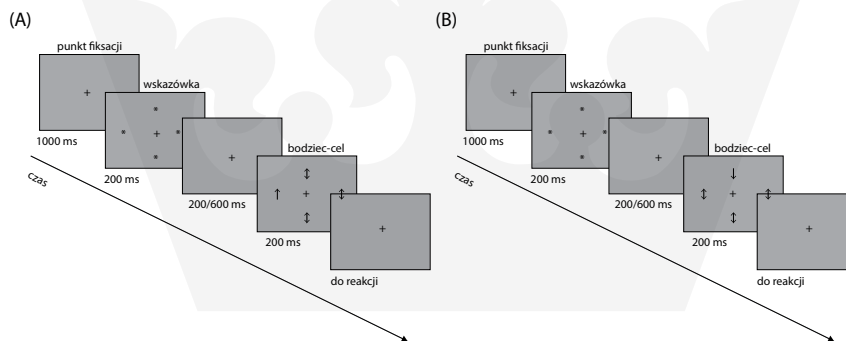 (A)
punkt fiksacji
+
1000 ms
wskazówka
*
* + *
*
200 ms
+
200/600 ms
bodziec-cel
↕
↑ + ↕
↕
200 ms
+
do reakcji
czas
(B)
punkt fiksacji
+
1000 ms
wskazówka
*
* + *
*
200 ms
+
200/600 ms
bodziec-cel
↓
↕ + ↕
↕
200 ms
+
do reakcji
czas